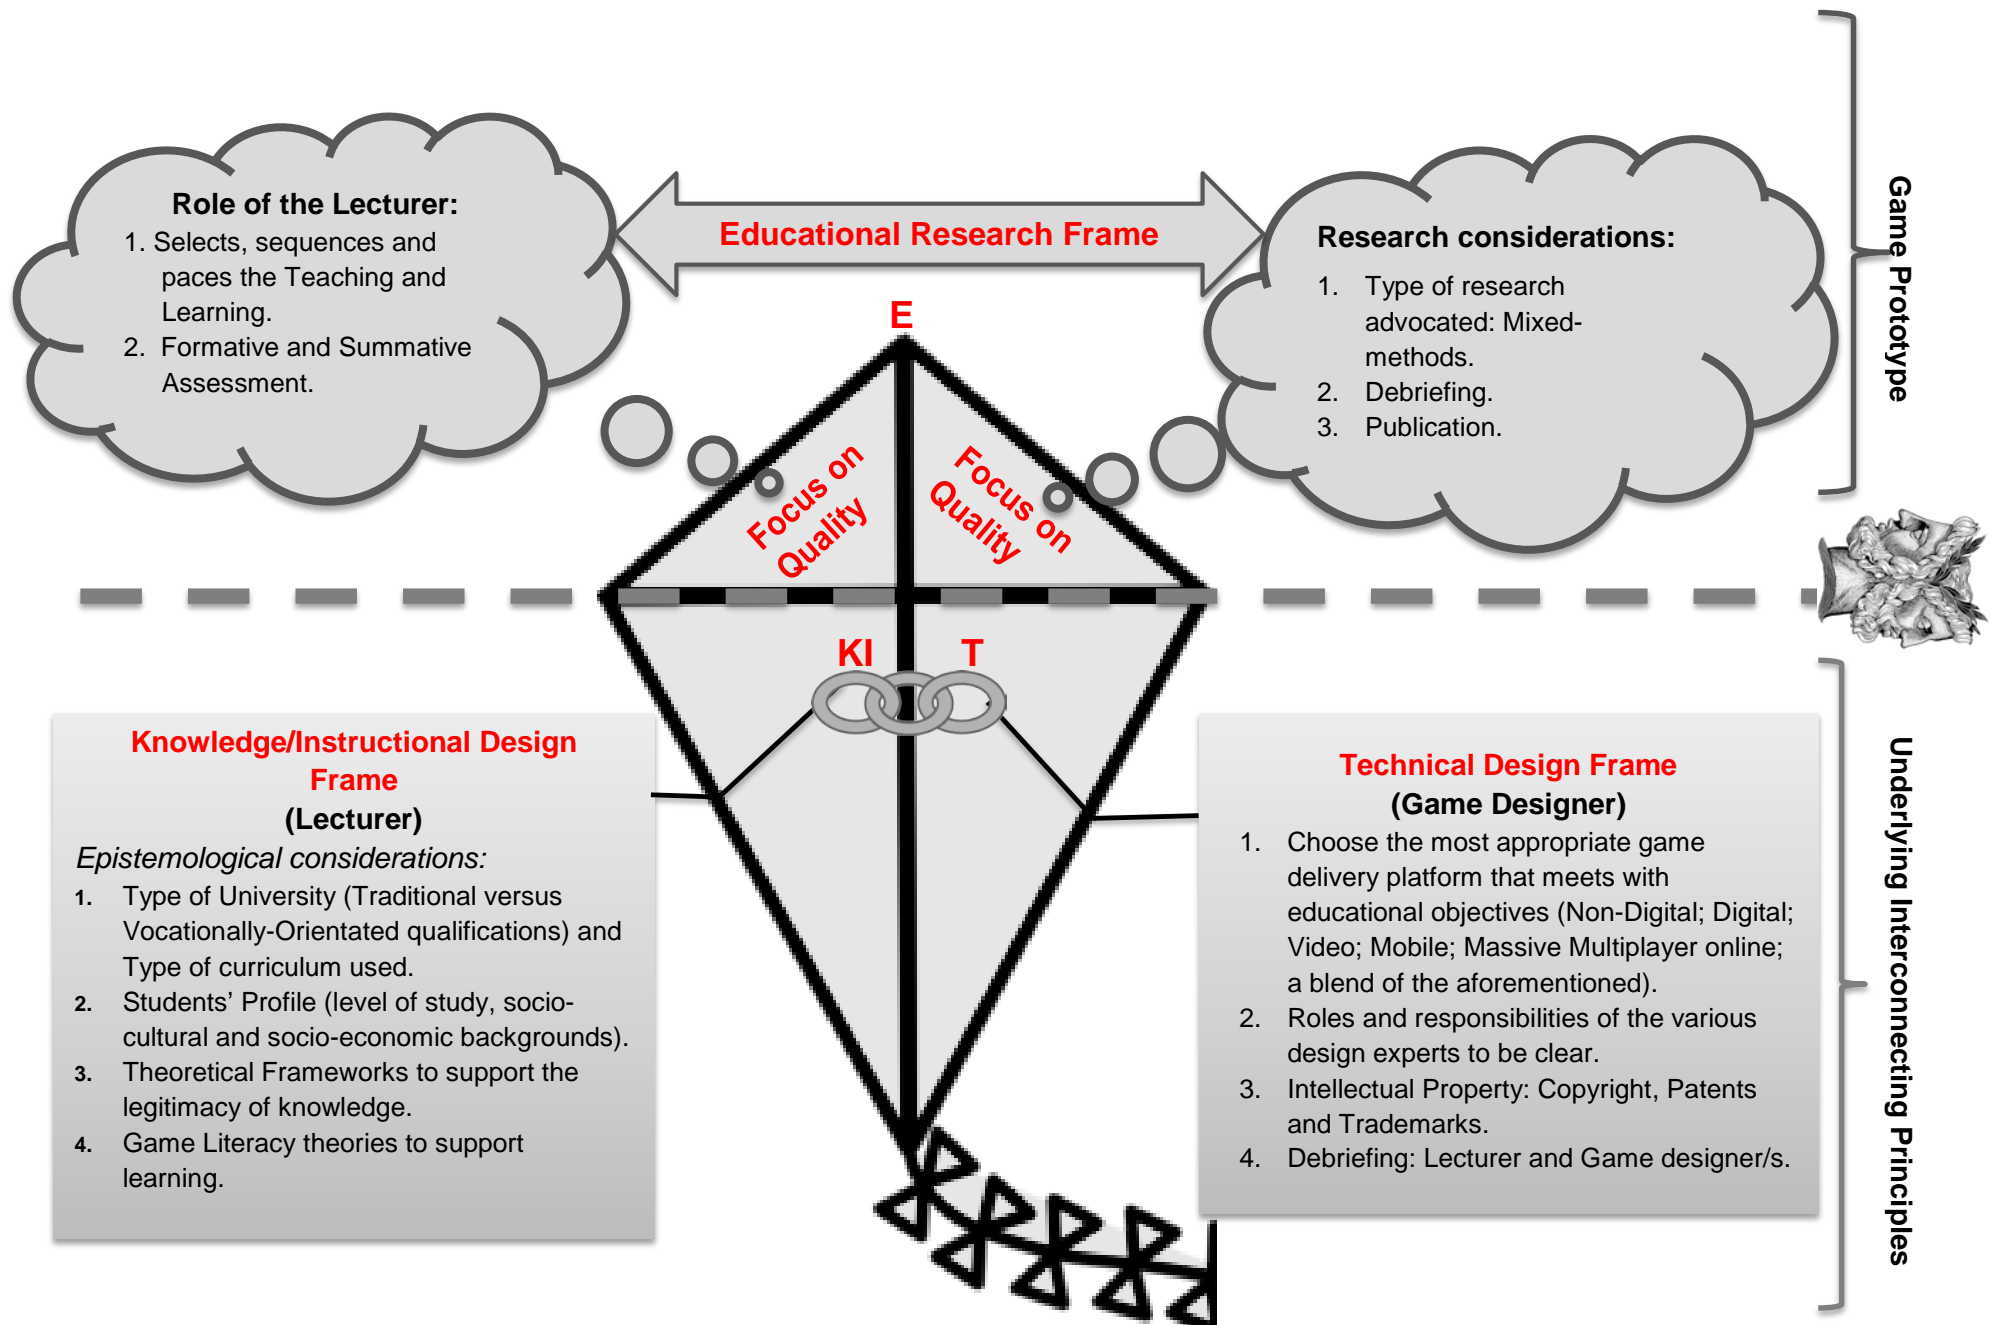 Role of the Lecturer:
1. Selects, sequences and
paces the Teaching and
Learning.
2. Formative and Summative
Assessment.
Educational Research Frame
Research considerations:
1. Type of research
advocated: Mixed-
methods.
2. Debriefing.
3. Publication.
Game Prototype
E
Focus on
Quality
Focus on
Quality
KI
T
Knowledge/Instructional Design
Frame
(Lecturer)
Epistemological considerations:
1. Type of University (Traditional versus
Vocationally-Orientated qualifications) and
Type of curriculum used.
2. Students’ Profile (level of study, socio-
cultural and socio-economic backgrounds).
3. Theoretical Frameworks to support the
legitimacy of knowledge.
4. Game Literacy theories to support
learning.
Technical Design Frame
(Game Designer)
1. Choose the most appropriate game
delivery platform that meets with
educational objectives (Non-Digital; Digital;
Video; Mobile; Massive Multiplayer online;
a blend of the aforementioned).
2. Roles and responsibilities of the various
design experts to be clear.
3. Intellectual Property: Copyright, Patents
and Trademarks.
4. Debriefing: Lecturer and Game designer/s.
Underlying Interconnecting Principles